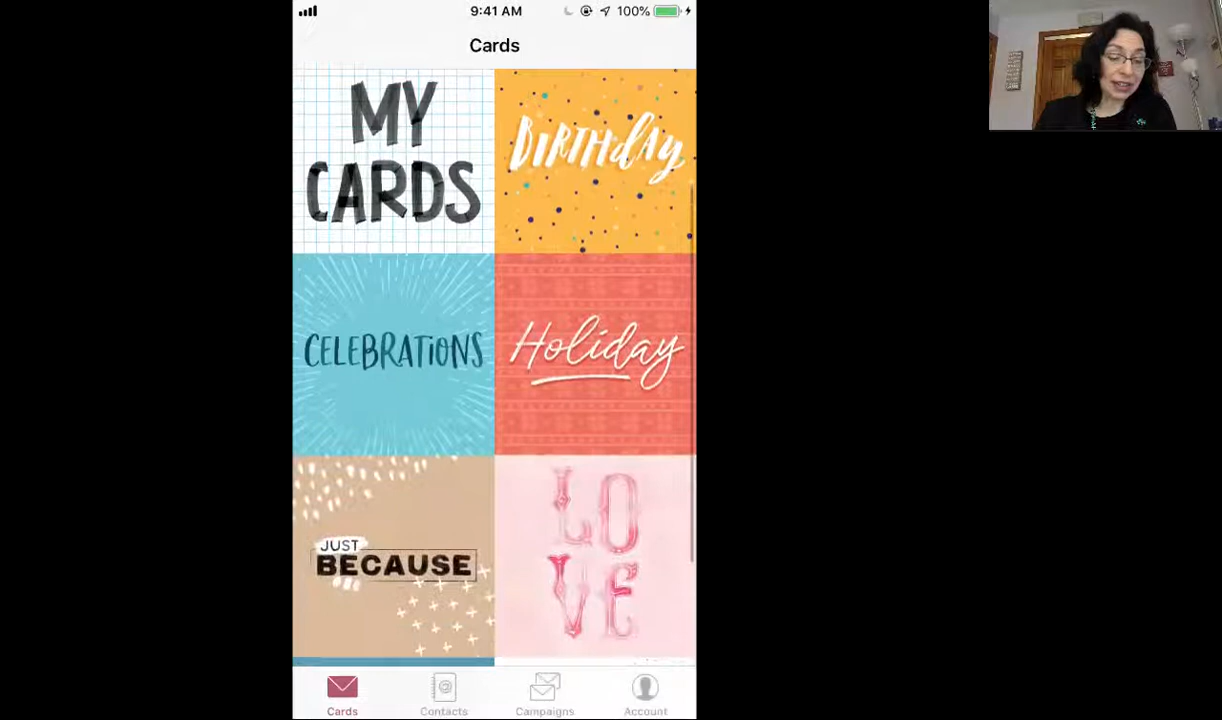 9:41 AM
100%
Cards
MY
CARDS
BIRTHdAy
CELEBRATiONS
Holiday
JUST
BECAUSE
LO
VE
Cards
Contacts
Campaigns
Account